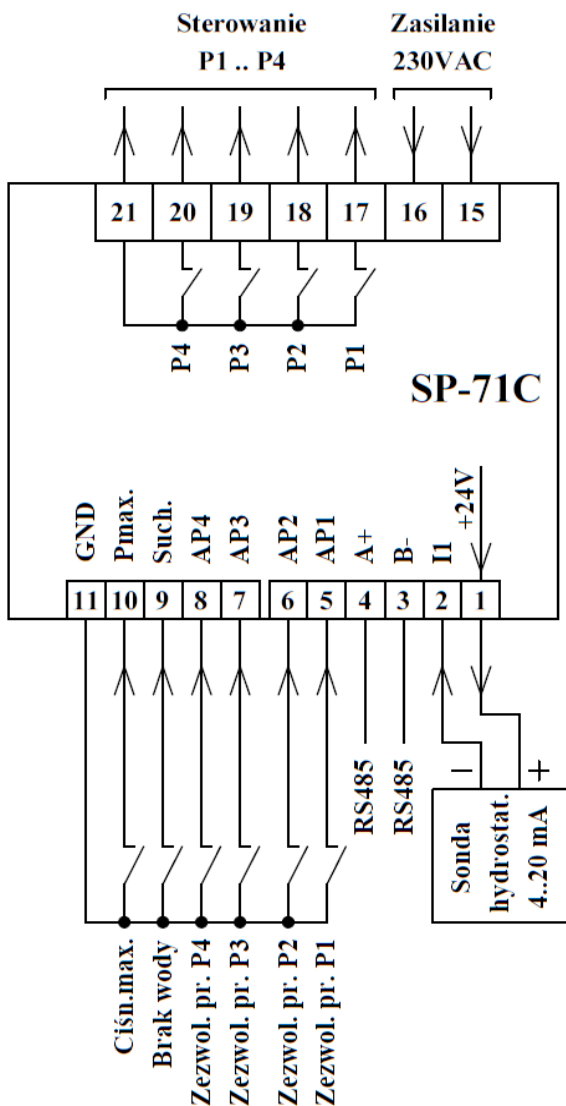 Sterowanie
P1 .. P4
Zasilanie
230VAC
21 20 19 18 17 16 15
P4 P3 P2 P1
SP-71C
GND Pmax. Such. AP4 AP3 AP2 AP1 A+ B- I1 +24V
11 10 9 8 7 6 5 4 3 2 1
RS485 RS485
− +
Sonda
hydrostat.
4..20 mA
Ciśn.max.
Brak wody
Zezwol. pr. P4
Zezwol. pr. P3
Zezwol. pr. P2
Zezwol. pr. P1